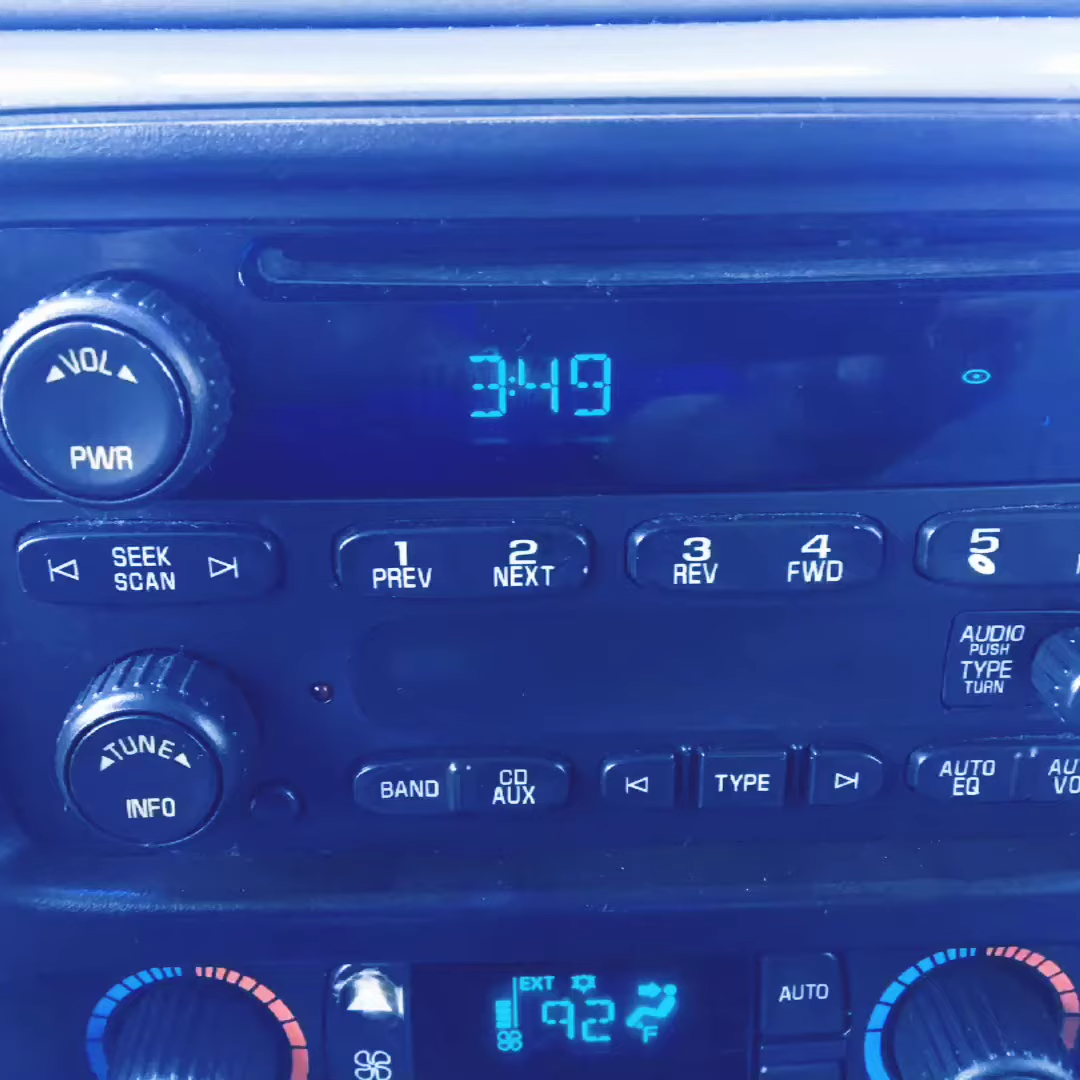 VOL
PWR
3:49
SEEK
SCAN
1
PREV
2
NEXT
3
REV
4
FWD
5
AUDIO
PUSH
TYPE
TURN
TUNE
INFO
BAND
CD
AUX
TYPE
AUTO
EQ
EXT
92
F
AUTO